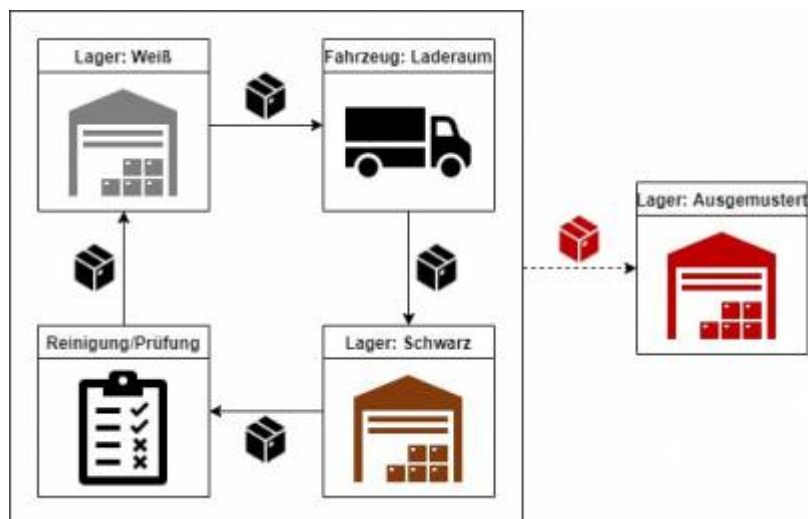 Lager: Weiß
Fahrzeug: Laderaum
Lager: Ausgemustert
Reinigung/Prüfung
Lager: Schwarz